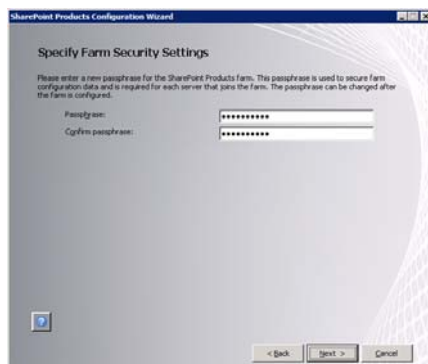 SharePoint Products Configuration Wizard
Specify Farm Security Settings
Please enter a new passphrase for the SharePoint Products farm. This passphrase is used to secure farm
configuration data and is required for each server that joins the farm. The passphrase can be changed after
the farm is configured.
Passphrase: ••••••••••
Confirm passphrase: ••••••••••
?
< Back Next > Cancel